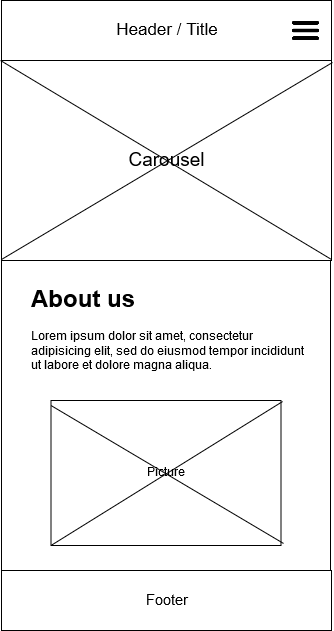 Header / Title
Carousel
About us
Lorem ipsum dolor sit amet, consectetur
adipisicing elit, sed do eiusmod tempor incididunt
ut labore et dolore magna aliqua.
Picture
Footer